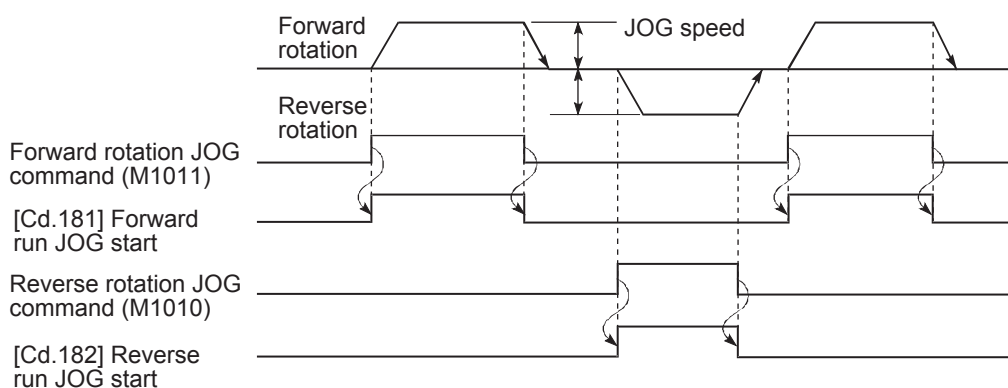 Forward
rotation
JOG speed
Reverse
rotation
Forward rotation JOG
command (M1011)
[Cd.181] Forward
run JOG start
Reverse rotation JOG
command (M1010)
[Cd.182] Reverse
run JOG start